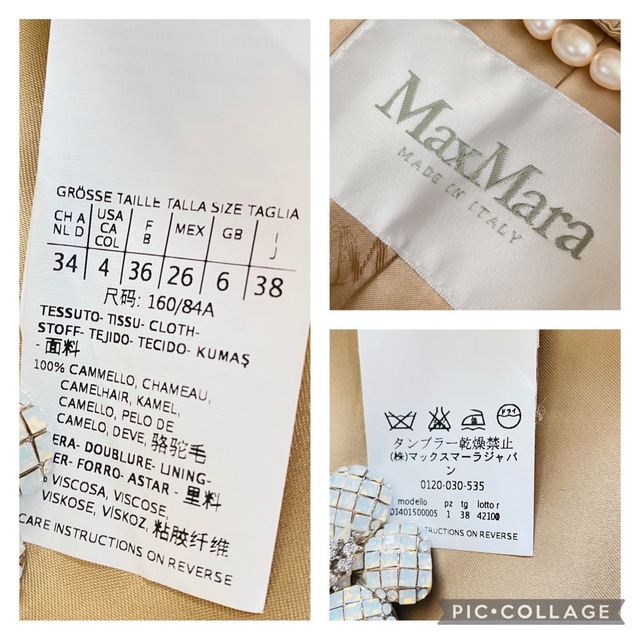 GRÖSSE TAILLE TALLA SIZE TAGLIA
CH A NL D
USA CA COL
F B
MEX
GB
I J
34 4 36 26 6 38
尺码: 160/84A
TESSUTO- TISSU- CLOTH-
STOFF- TEJIDO- TECIDO- KUMAŞ
- 面料
100% CAMMELLO, CHAMEAU,
CAMELHAIR, KAMEL,
CAMELLO, PELO DE
CAMELO, DEVE, 骆驼毛
ERA- DOUBLURE- LINING-
ER- FORRO- ASTAR - 里料
% VISCOSA, VISCOSE,
VISKOSE, VISKOZ, 粘胶纤维
CARE INSTRUCTIONS ON REVERSE
MaxMara
MADE IN ITALY
ドライ
タンブラー乾燥禁止
(株)マックスマーラジャパ
ン
0120-030-535
modello pz tg lotto r
01401500005 1 38 42100
INSTRUCTIONS ON REVERSE
PIC•COLLAGE